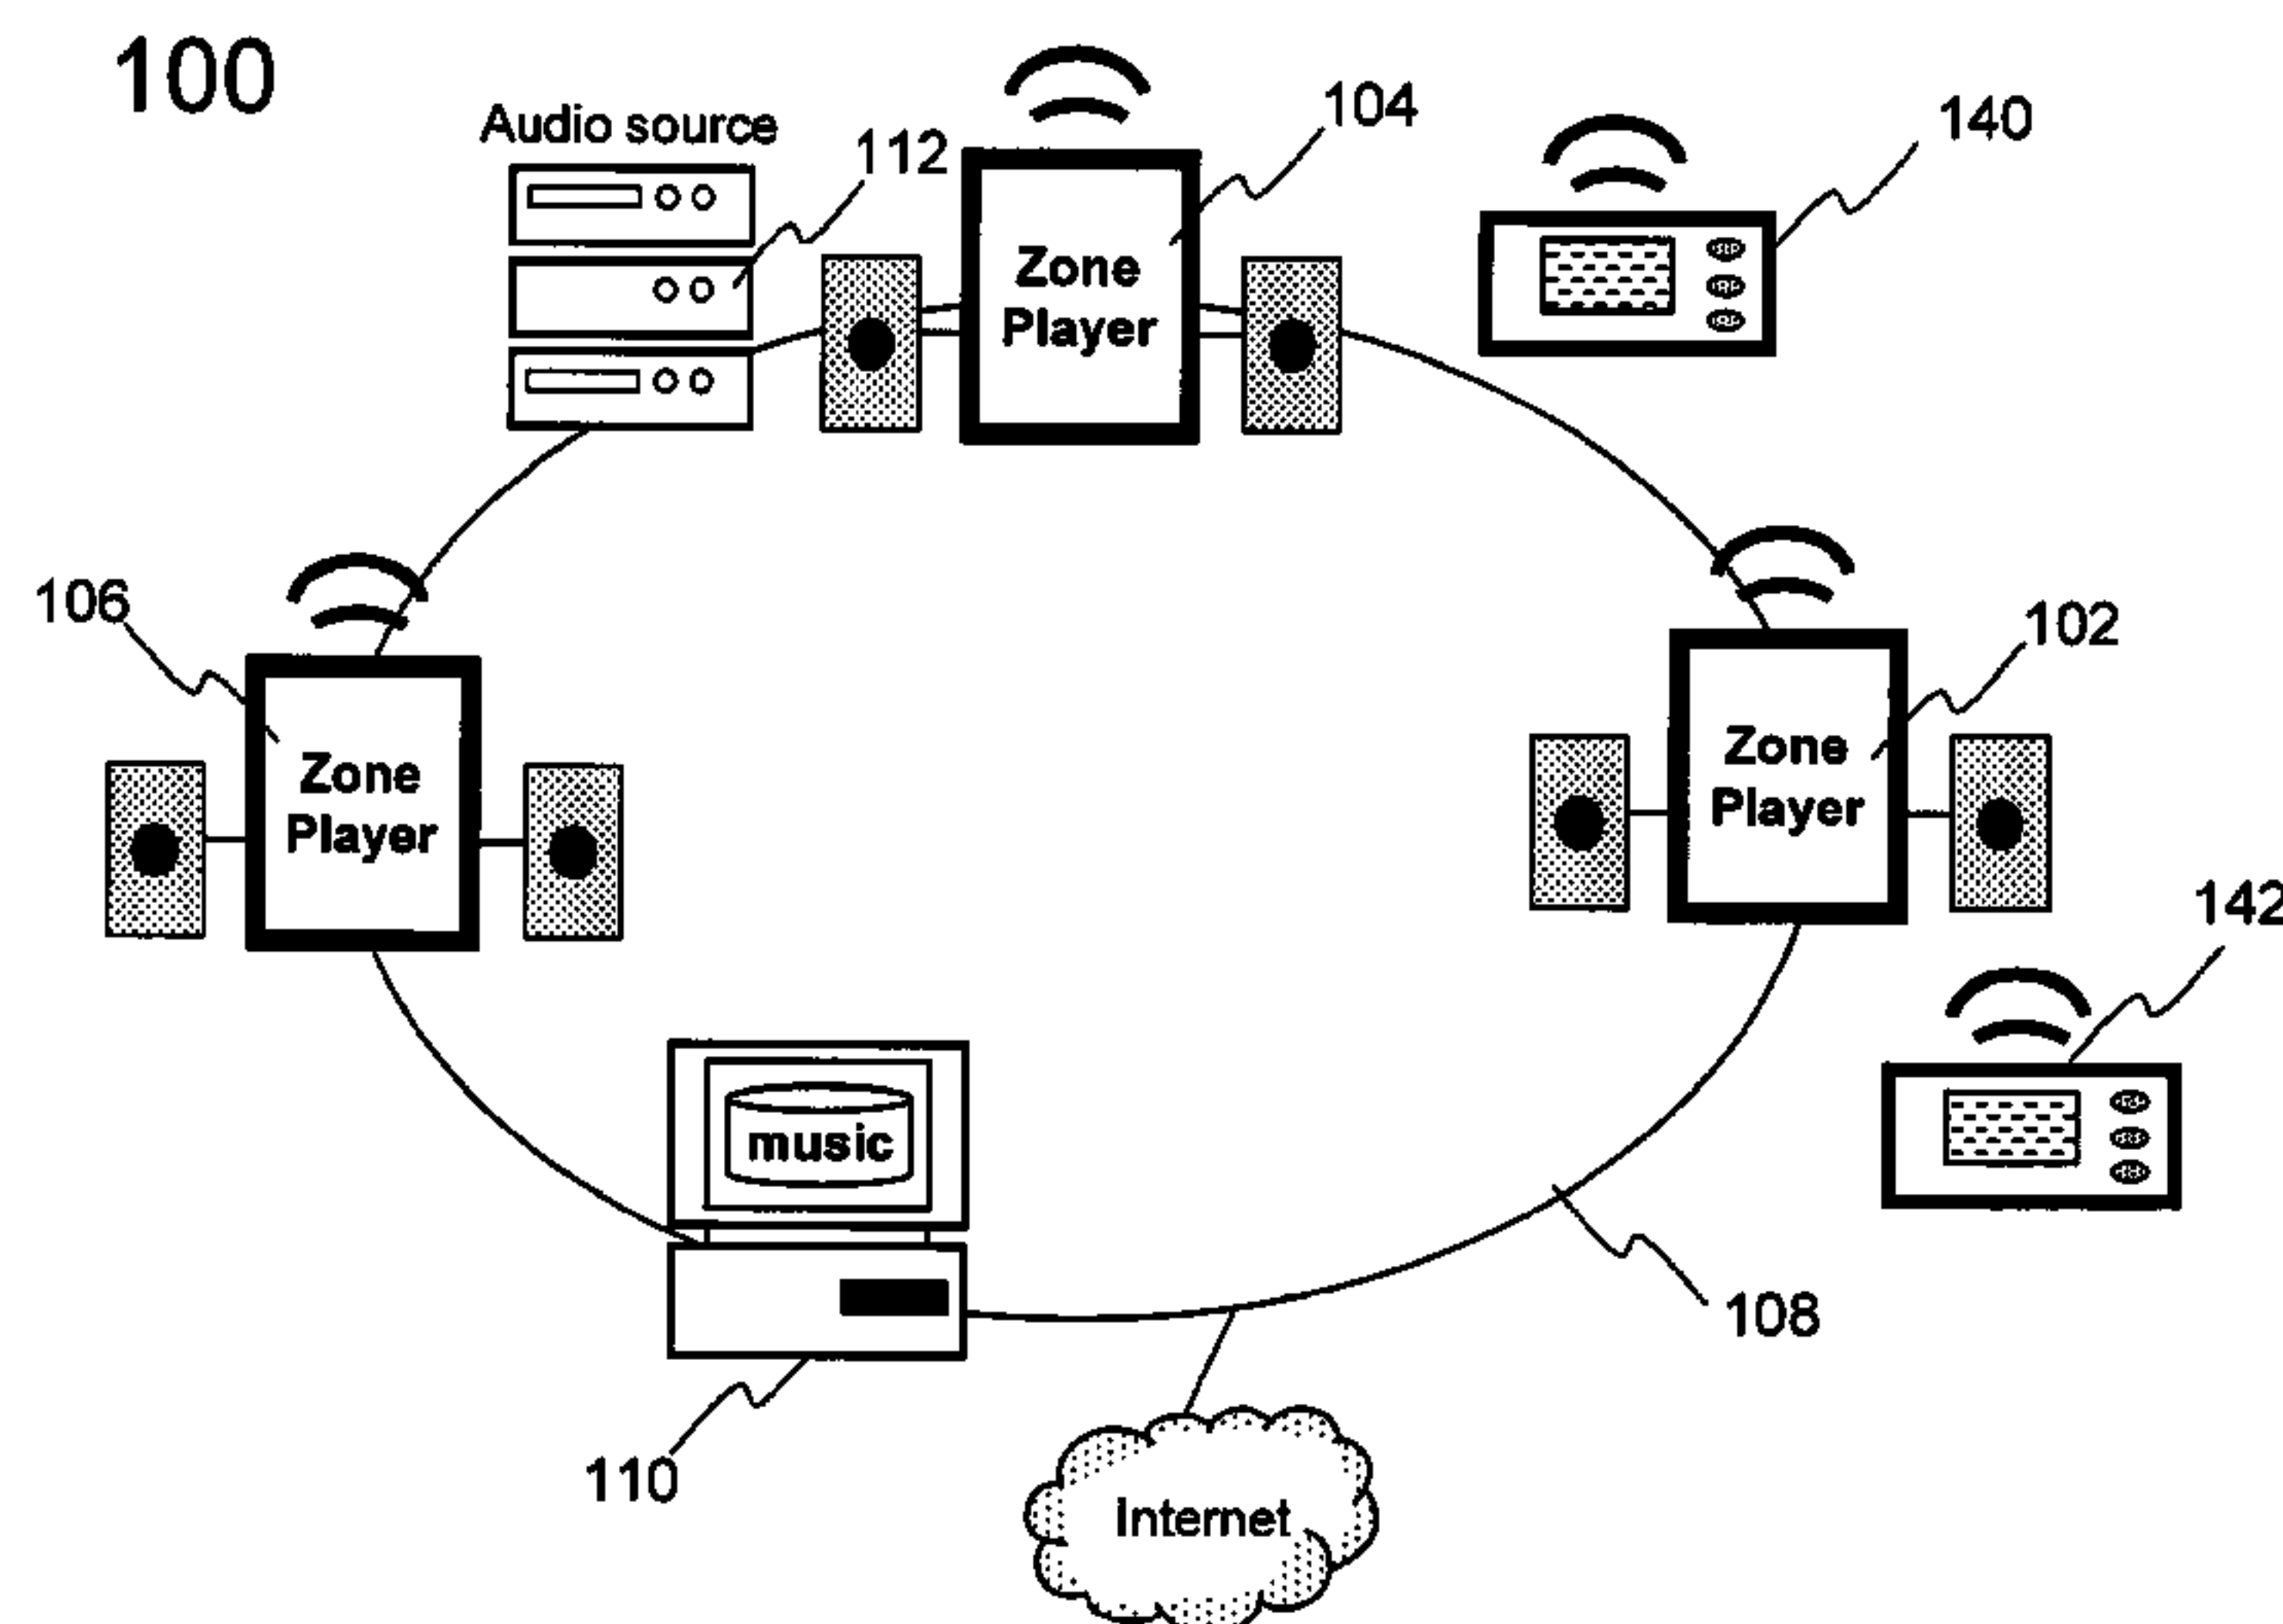 100
Audio source
112
104
140
Zone
Player
106
102
Zone
Player
Zone
Player
142
music
108
110
Internet